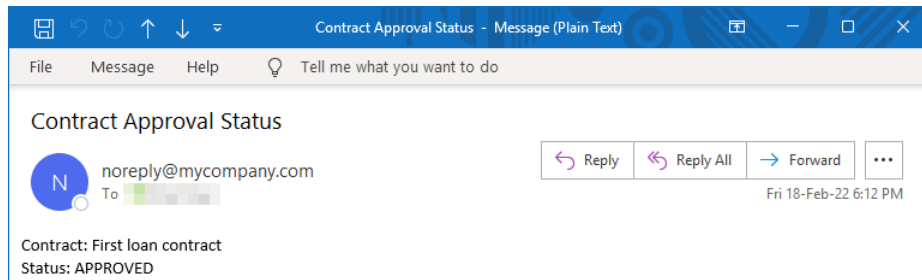 Contract Approval Status - Message (Plain Text)
File Message Help Tell me what you want to do
Contract Approval Status
N
noreply@mycompany.com
To
Reply Reply All Forward
Fri 18-Feb-22 6:12 PM
Contract: First loan contract
Status: APPROVED